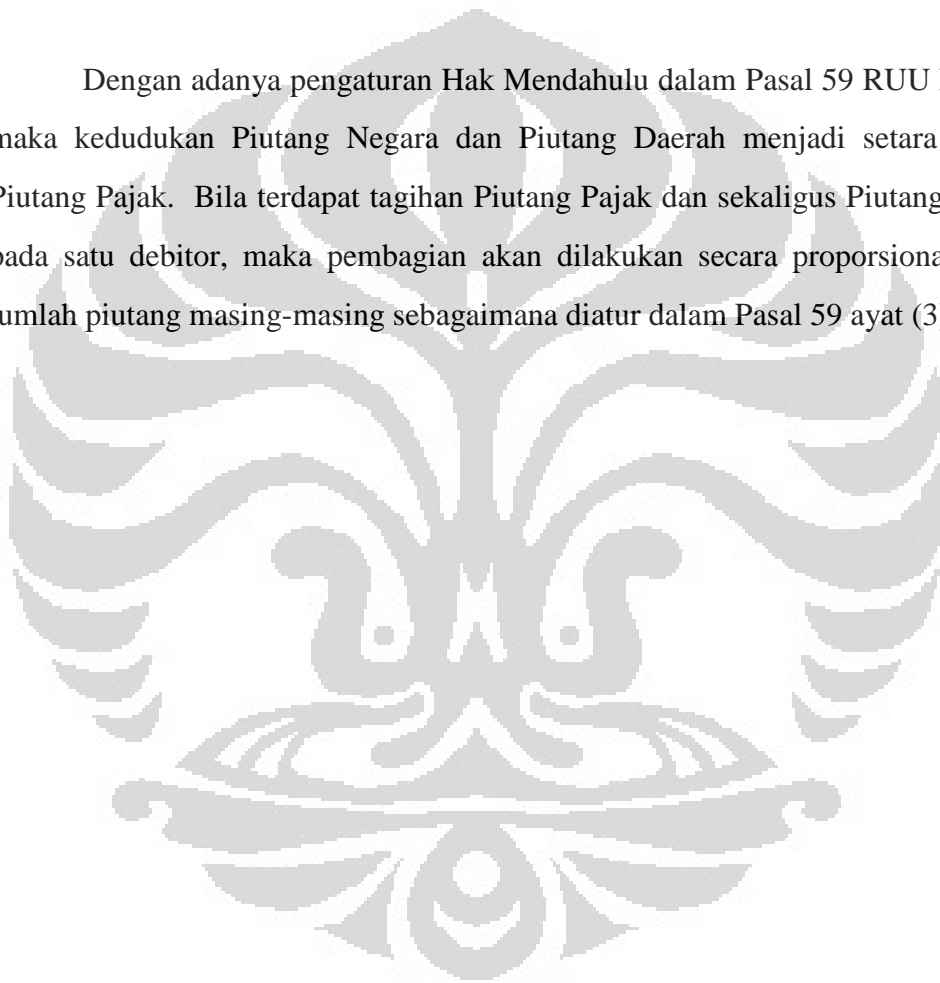 Dengan adanya pengaturan Hak Mendahulu dalam Pasal 59 RUU
maka kedudukan Piutang Negara dan Piutang Daerah menjadi setara
Piutang Pajak. Bila terdapat tagihan Piutang Pajak dan sekaligus Piutang
pada satu debitor, maka pembagian akan dilakukan secara proporsiona
jumlah piutang masing-masing sebagaimana diatur dalam Pasal 59 ayat (3